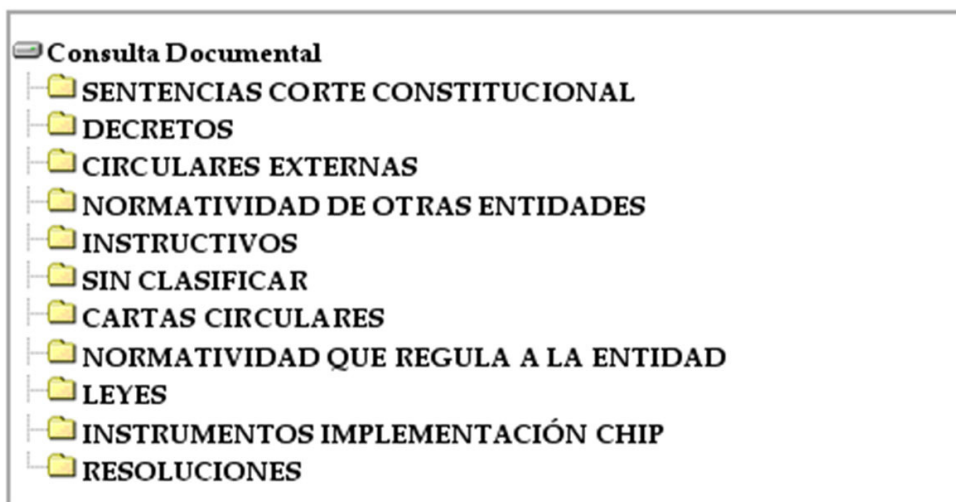 Consulta Documental
SENTENCIAS CORTE CONSTITUCIONAL
DECRETOS
CIRCULARES EXTERNAS
NORMATIVIDAD DE OTRAS ENTIDADES
INSTRUCTIVOS
SIN CLASIFICAR
CARTAS CIRCULARES
NORMATIVIDAD QUE REGULA A LA ENTIDAD
LEYES
INSTRUMENTOS IMPLEMENTACIÓN CHIP
RESOLUCIONES